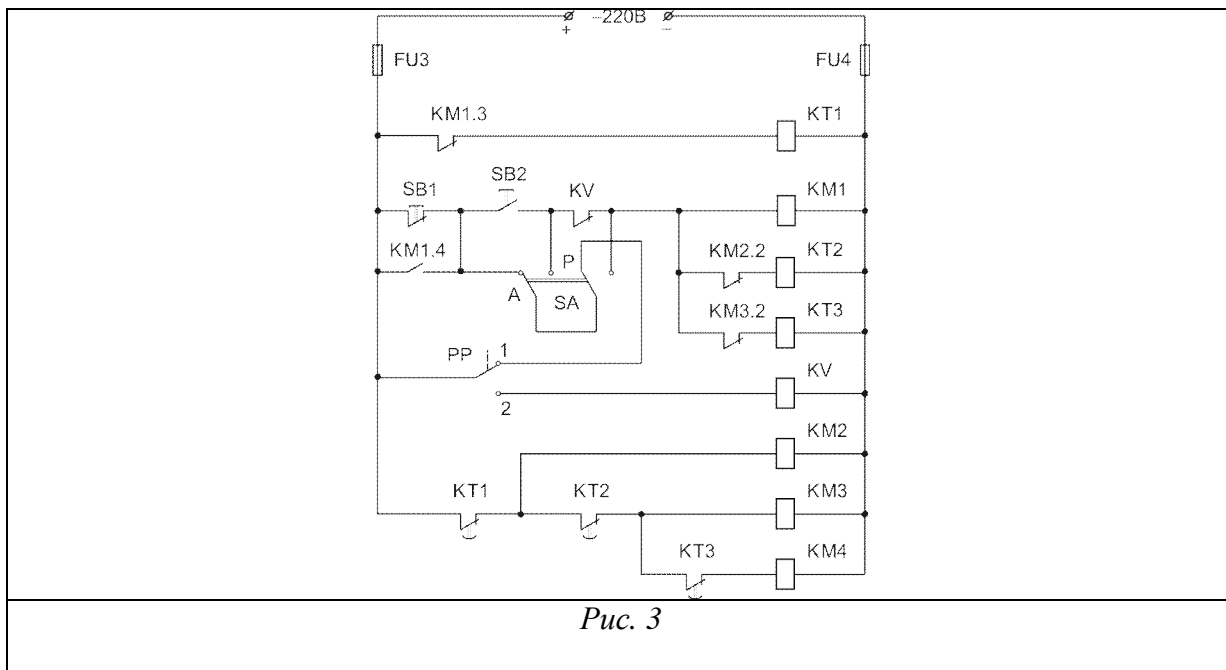 –220В
+ –
FU3 FU4
KM1.3 KT1
SB1 SB2 KV KM1
KM1.4 P KM2.2 KT2
A SA
KM3.2 KT3
PP 1
KV
2
KM2
KT1 KT2 KM3
KT3 KM4
Рис. 3